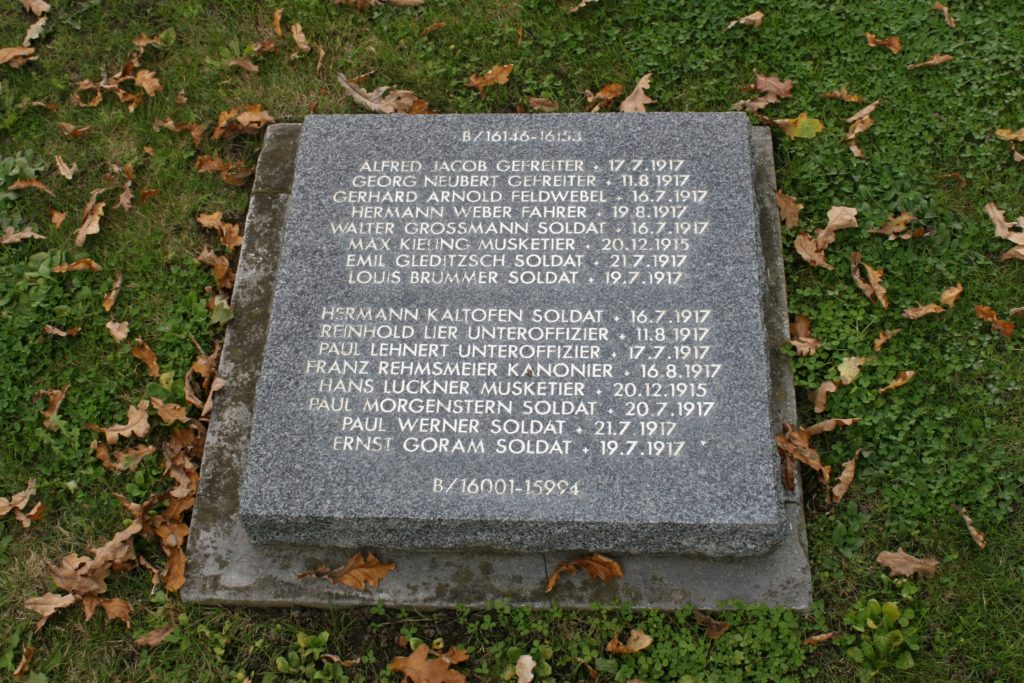 B/16146-16153
ALFRED JACOB GEFREITER + 17.7.1917
GEORG NEUBERT GEFREITER + 11.8.1917
GERHARD ARNOLD FELDWEBEL + 16.7.1917
HERMANN WEBER FAHRER + 19.8.1917
WALTER GROSSMANN SOLDAT + 16.7.1917
MAX KIELING MUSKETIER + 20.12.1915
EMIL GLEDITZSCH SOLDAT + 21.7.1917
LOUIS BRUMMER SOLDAT + 19.7.1917
HERMANN KALTOFEN SOLDAT + 16.7.1917
REINHOLD LIER UNTEROFFIZIER + 11.8.1917
PAUL LEHNERT UNTEROFFIZIER + 17.7.1917
FRANZ REHMSMEIER KANONIER + 16.8.1917
HANS LUCKNER MUSKETIER + 20.12.1915
PAUL MORGENSTERN SOLDAT + 20.7.1917
PAUL WERNER SOLDAT + 21.7.1917
ERNST GORAM SOLDAT + 19.7.1917
B/16001-15994